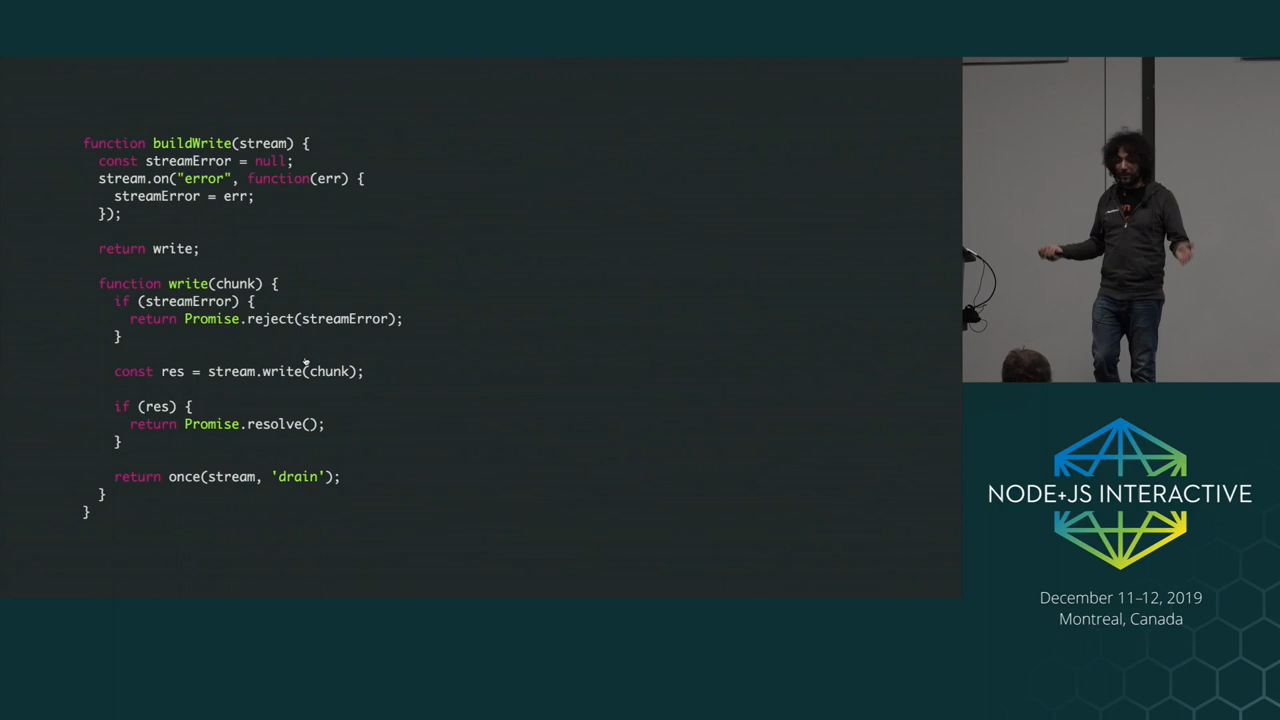 function buildWrite(stream) {
  const streamError = null;
  stream.on("error", function(err) {
    streamError = err;
  });

  return write;

  function write(chunk) {
    if (streamError) {
      return Promise.reject(streamError);
    }

    const res = stream.write(chunk);

    if (res) {
      return Promise.resolve();
    }

    return once(stream, 'drain');
  }
}
NODE+JS INTERACTIVE
December 11–12, 2019
Montreal, Canada